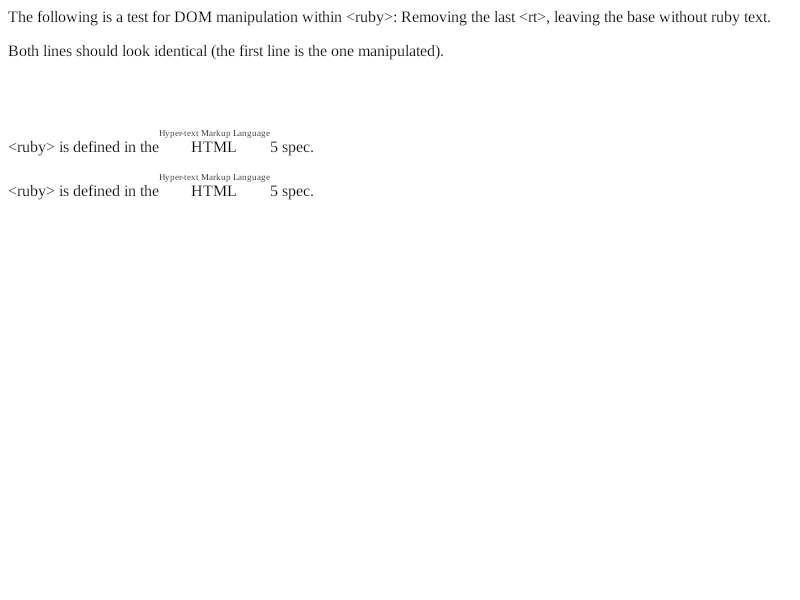 The following is a test for DOM manipulation within <ruby>: Removing the last <rt>, leaving the base without ruby text.
Both lines should look identical (the first line is the one manipulated).
Hyper-text Markup Language
<ruby> is defined in the HTML 5 spec.
Hyper-text Markup Language
<ruby> is defined in the HTML 5 spec.